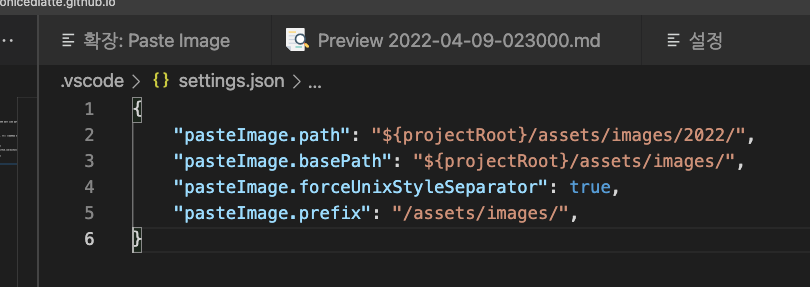 onicediatte.github.io
확장: Paste Image
Preview 2022-04-09-023000.md
설정
.vscode > {} settings.json > ...
1 {
2 "pasteImage.path": "${projectRoot}/assets/images/2022/",
3 "pasteImage.basePath": "${projectRoot}/assets/images/",
4 "pasteImage.forceUnixStyleSeparator": true,
5 "pasteImage.prefix": "/assets/images/",
6 }